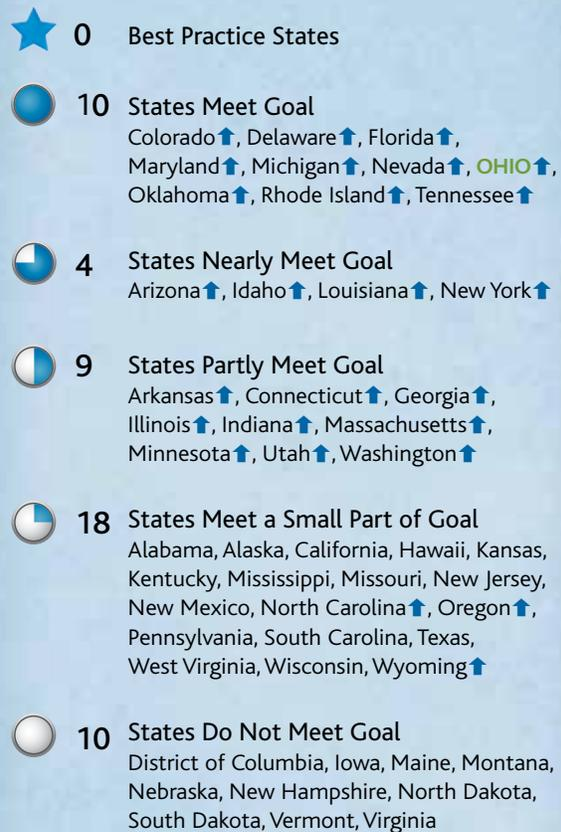 0 Best Practice States
10 States Meet Goal
Colorado⬆, Delaware⬆, Florida⬆,
Maryland⬆, Michigan⬆, Nevada⬆, OHIO⬆,
Oklahoma⬆, Rhode Island⬆, Tennessee⬆
4 States Nearly Meet Goal
Arizona⬆, Idaho⬆, Louisiana⬆, New York⬆
9 States Partly Meet Goal
Arkansas⬆, Connecticut⬆, Georgia⬆,
Illinois⬆, Indiana⬆, Massachusetts⬆,
Minnesota⬆, Utah⬆, Washington⬆
18 States Meet a Small Part of Goal
Alabama, Alaska, California, Hawaii, Kansas,
Kentucky, Mississippi, Missouri, New Jersey,
New Mexico, North Carolina⬆, Oregon⬆,
Pennsylvania, South Carolina, Texas,
West Virginia, Wisconsin, Wyoming⬆
10 States Do Not Meet Goal
District of Columbia, Iowa, Maine, Montana,
Nebraska, New Hampshire, North Dakota,
South Dakota, Vermont, Virginia